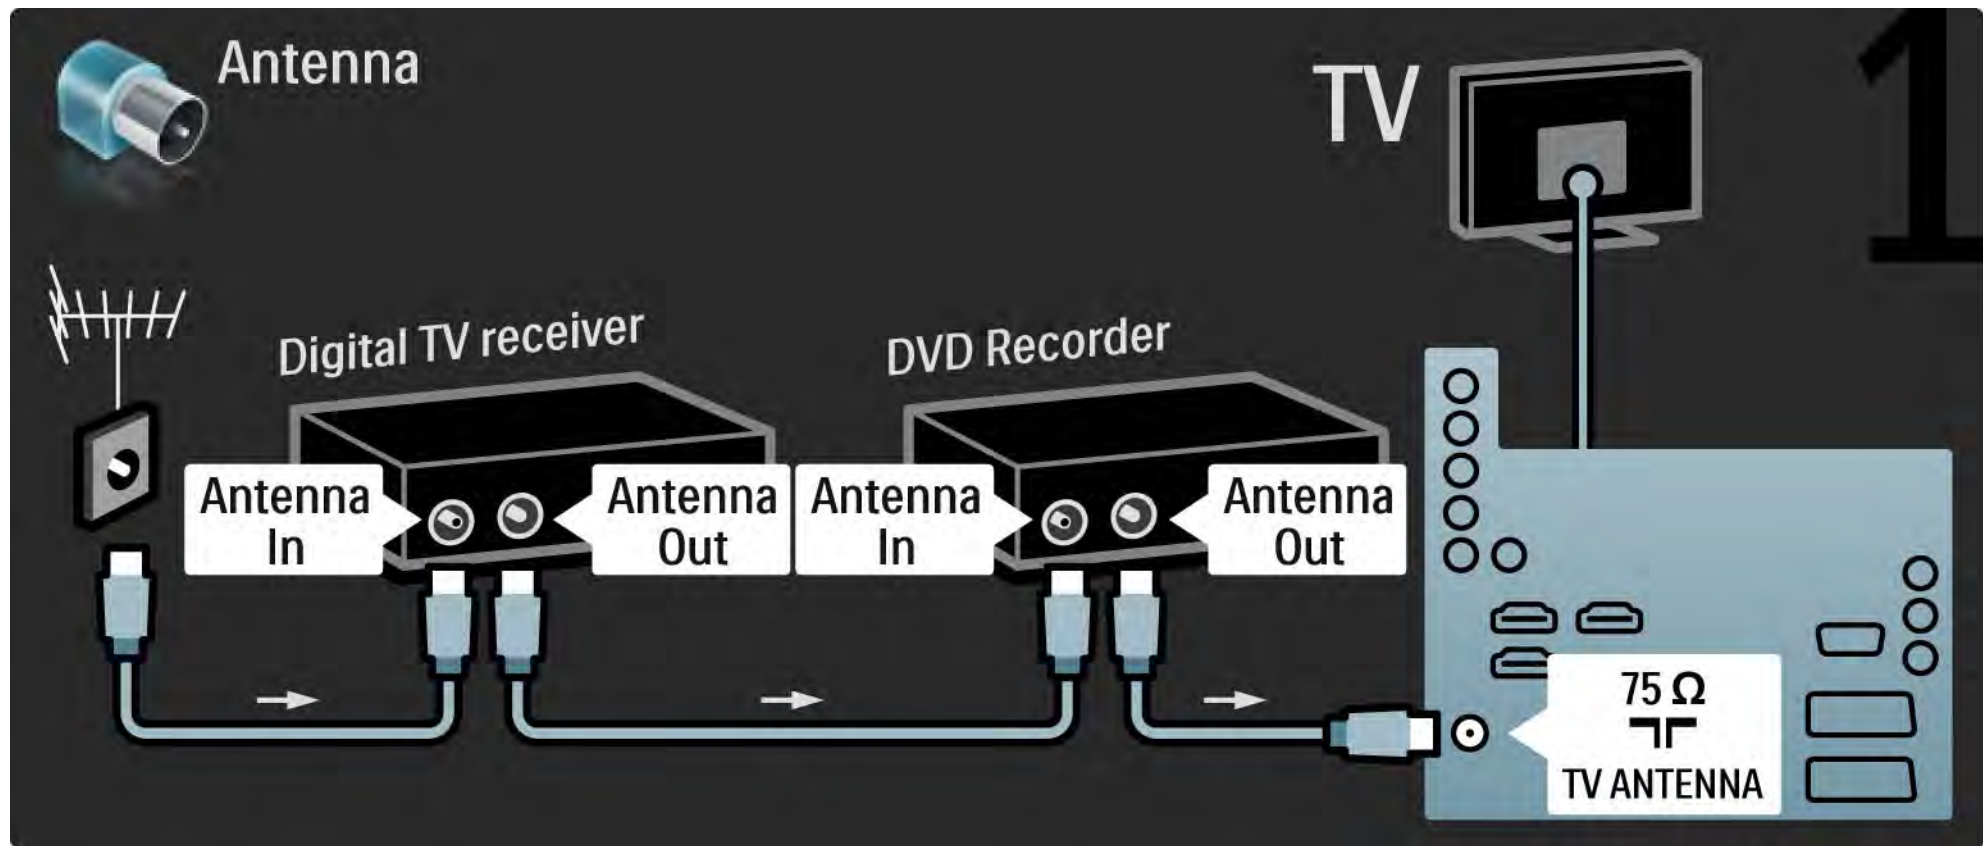 Antenna
TV
1
Digital TV receiver
DVD Recorder
Antenna
In
Antenna
Out
Antenna
In
Antenna
Out
75 Ω
TV ANTENNA